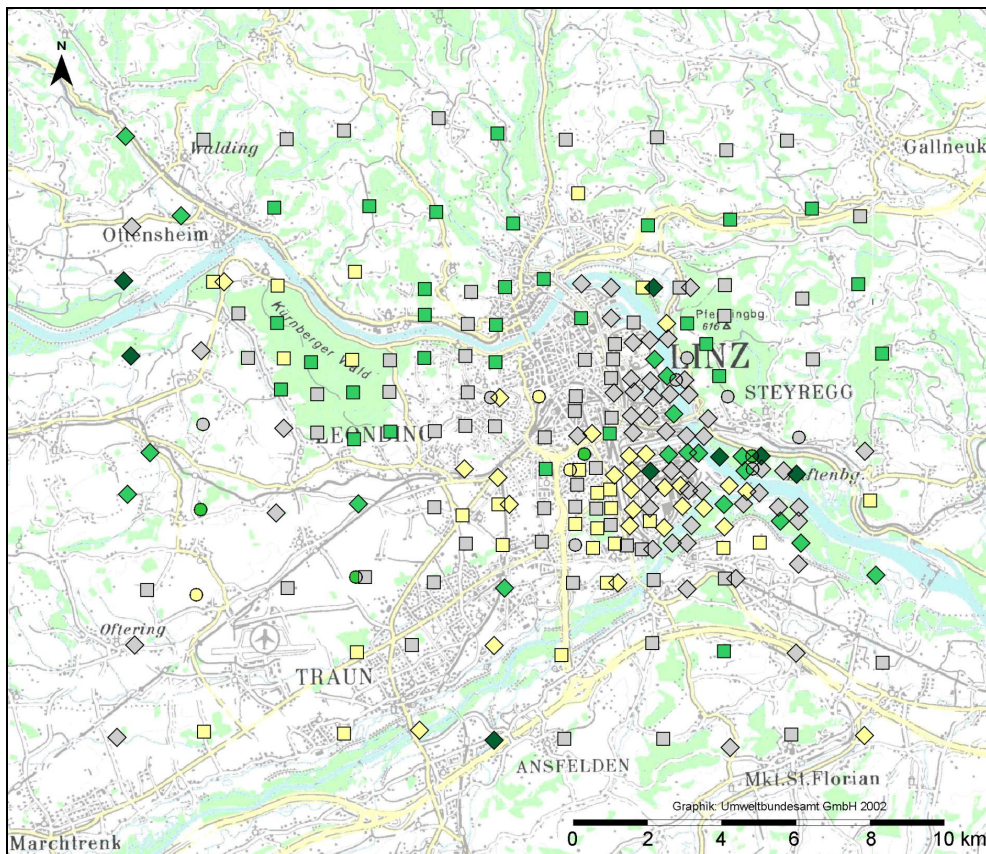 N
Walding
Gallneuk
Ottensheim
Pfenningbg.
616
Kürnberger Wald
LINZ
STEYREGG
LEONDING
Oftering
TRAUN
ANSFELDEN
Mkt.St.Florian
Graphik: Umweltbundesamt GmbH 2002
Marchtrenk
0 2 4 6 8 10 km